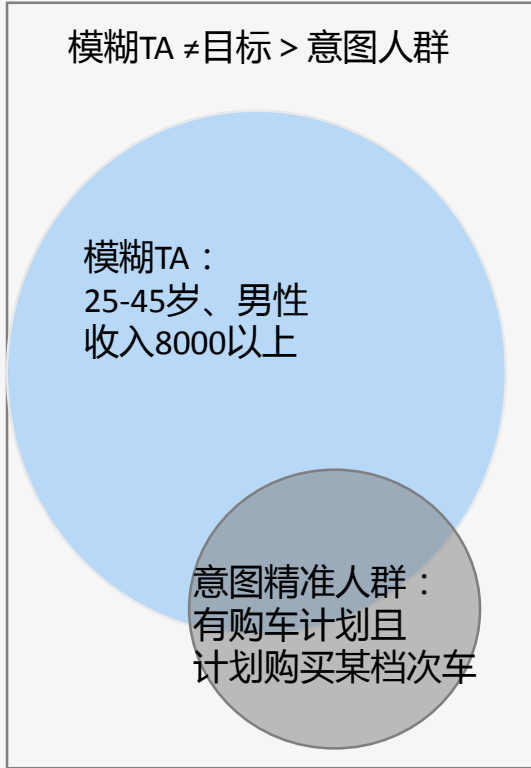 模糊TA ≠目标 > 意图人群
模糊TA：
25-45岁、男性
收入8000以上
意图精准人群：
有购车计划且
计划购买某档次车